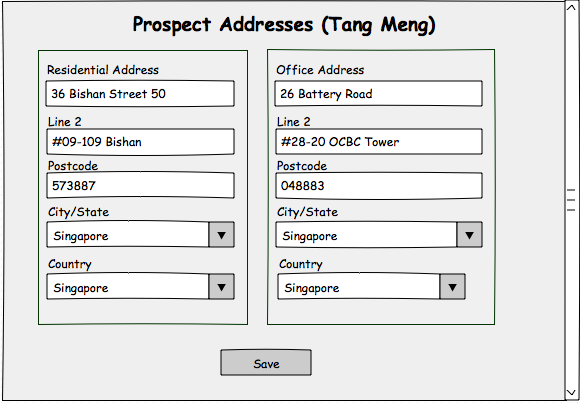 Prospect Addresses (Tang Meng)
Residential Address
36 Bishan Street 50
Line 2
#09-109 Bishan
Postcode
573887
City/State
Singapore
Country
Singapore
Office Address
26 Battery Road
Line 2
#28-20 OCBC Tower
Postcode
048883
City/State
Singapore
Country
Singapore
Save